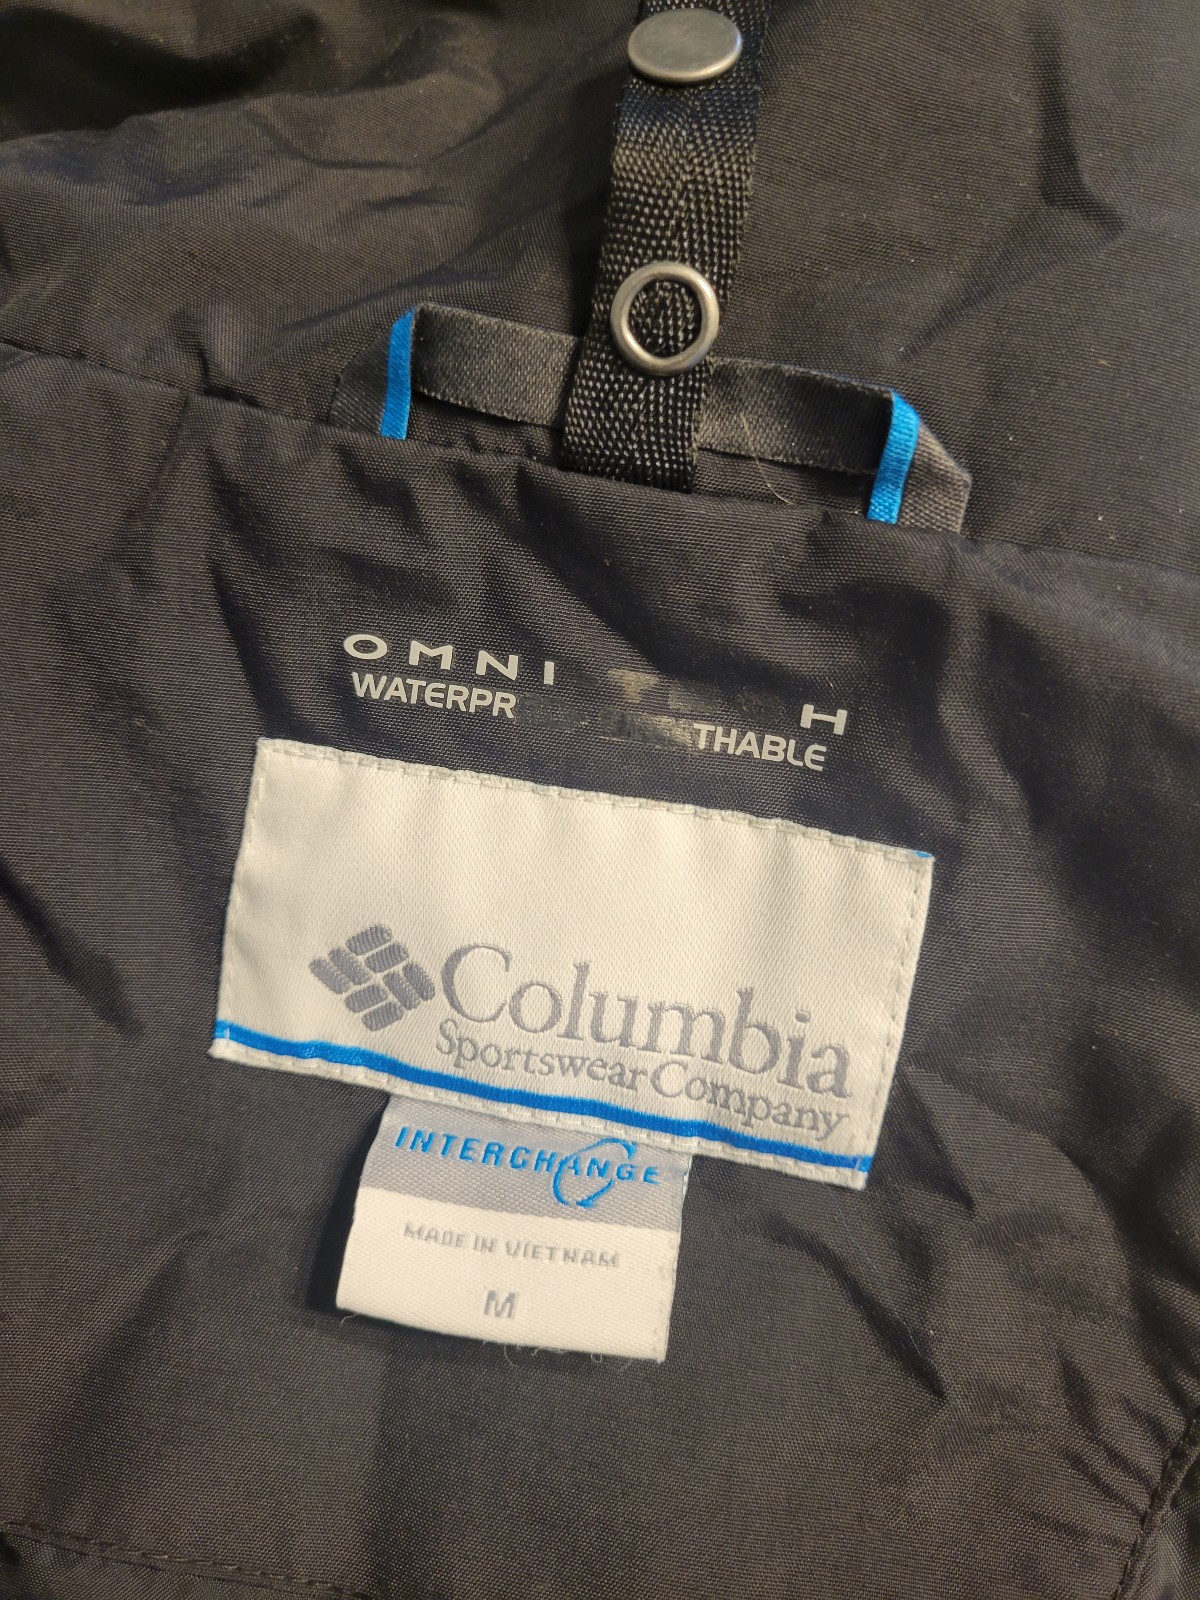 OMNI T H
WATERPR THABLE
Columbia
Sportswear Company
INTERCHANGE
MADE IN VIETNAM
M